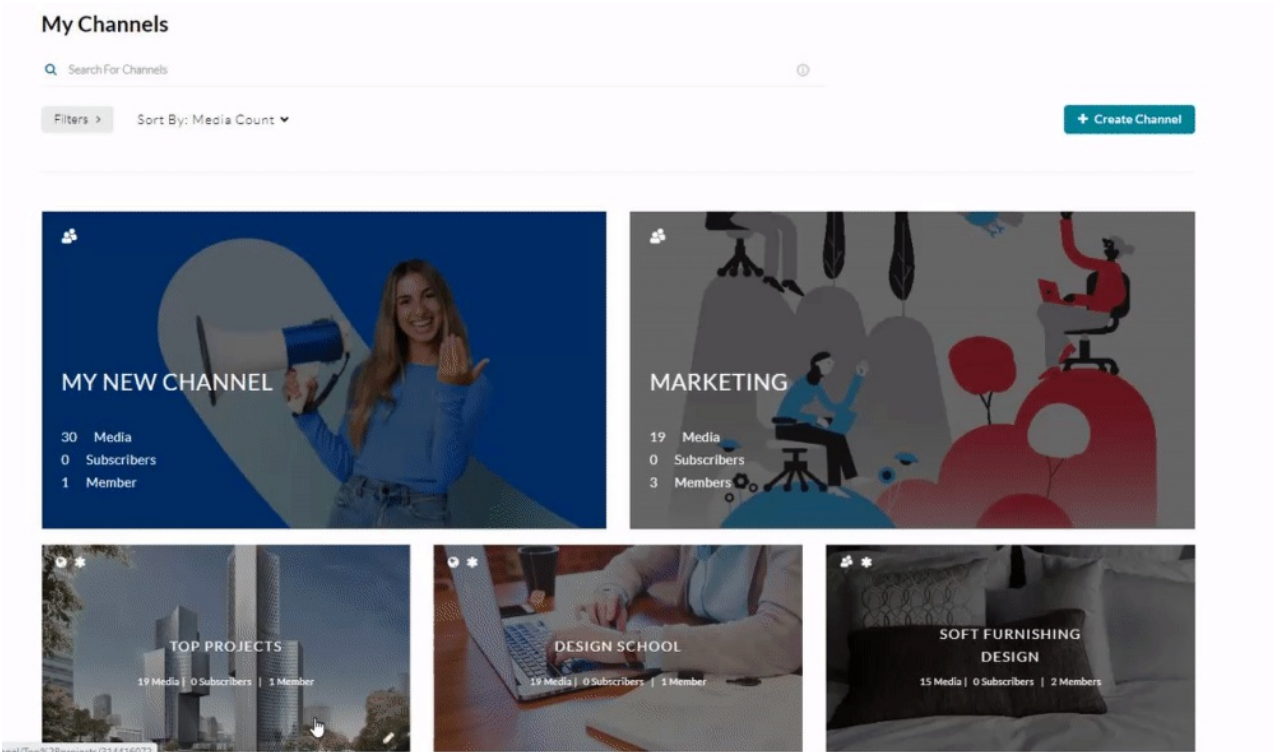 My Channels
Search For Channels
Filters >
Sort By: Media Count
+ Create Channel
MY NEW CHANNEL
30 Media
0 Subscribers
1 Member
MARKETING
19 Media
0 Subscribers
3 Members
TOP PROJECTS
19 Media | 0 Subscribers | 1 Member
DESIGN SCHOOL
19 Media | 0 Subscribers | 1 Member
SOFT FURNISHING
DESIGN
15 Media | 0 Subscribers | 2 Members